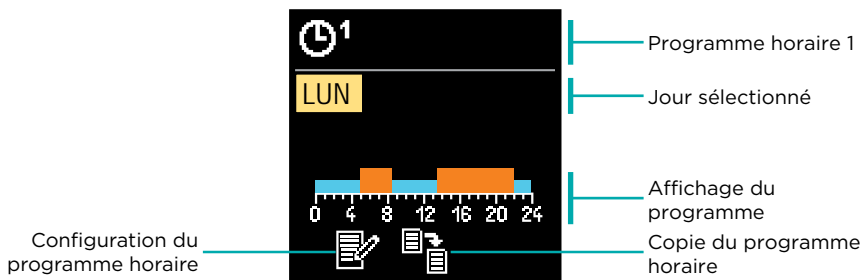 1
Programme horaire 1
LUN
Jour sélectionné
0 4 8 12 16 20 24
Affichage du
programme
Configuration du
programme horaire
Copie du programme
horaire